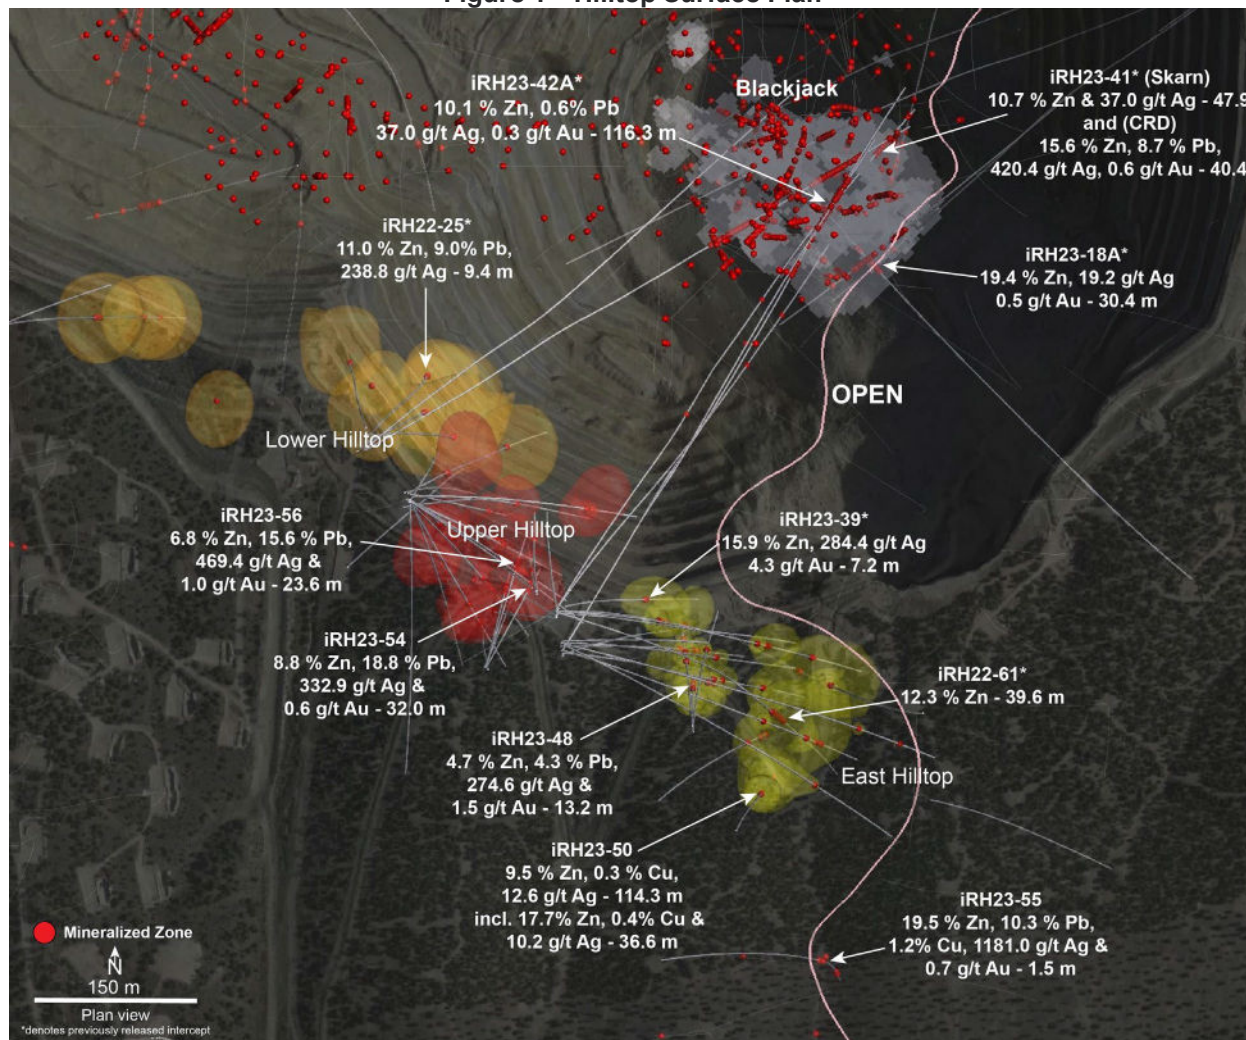 Figure 1 - Hilltop Surface Plan
iRH23-42A*
10.1 % Zn, 0.6% Pb
37.0 g/t Ag, 0.3 g/t Au - 116.3 m
Blackjack
iRH23-41* (Skarn)
10.7 % Zn & 37.0 g/t Ag - 47.9
and (CRD)
15.6 % Zn, 8.7 % Pb,
420.4 g/t Ag, 0.6 g/t Au - 40.4
iRH22-25*
11.0 % Zn, 9.0% Pb,
238.8 g/t Ag - 9.4 m
iRH23-18A*
19.4 % Zn, 19.2 g/t Ag
0.5 g/t Au - 30.4 m
OPEN
Lower Hilltop
iRH23-56
6.8 % Zn, 15.6 % Pb,
469.4 g/t Ag &
1.0 g/t Au - 23.6 m
Upper Hilltop
iRH23-39*
15.9 % Zn, 284.4 g/t Ag
4.3 g/t Au - 7.2 m
iRH23-54
8.8 % Zn, 18.8 % Pb,
332.9 g/t Ag &
0.6 g/t Au - 32.0 m
iRH22-61*
12.3 % Zn - 39.6 m
iRH23-48
4.7 % Zn, 4.3 % Pb,
274.6 g/t Ag &
1.5 g/t Au - 13.2 m
East Hilltop
iRH23-50
9.5 % Zn, 0.3 % Cu,
12.6 g/t Ag - 114.3 m
incl. 17.7% Zn, 0.4% Cu &
10.2 g/t Ag - 36.6 m
iRH23-55
19.5 % Zn, 10.3 % Pb,
1.2% Cu, 1181.0 g/t Ag &
0.7 g/t Au - 1.5 m
Mineralized Zone
N
150 m
Plan view
*denotes previously released intercept